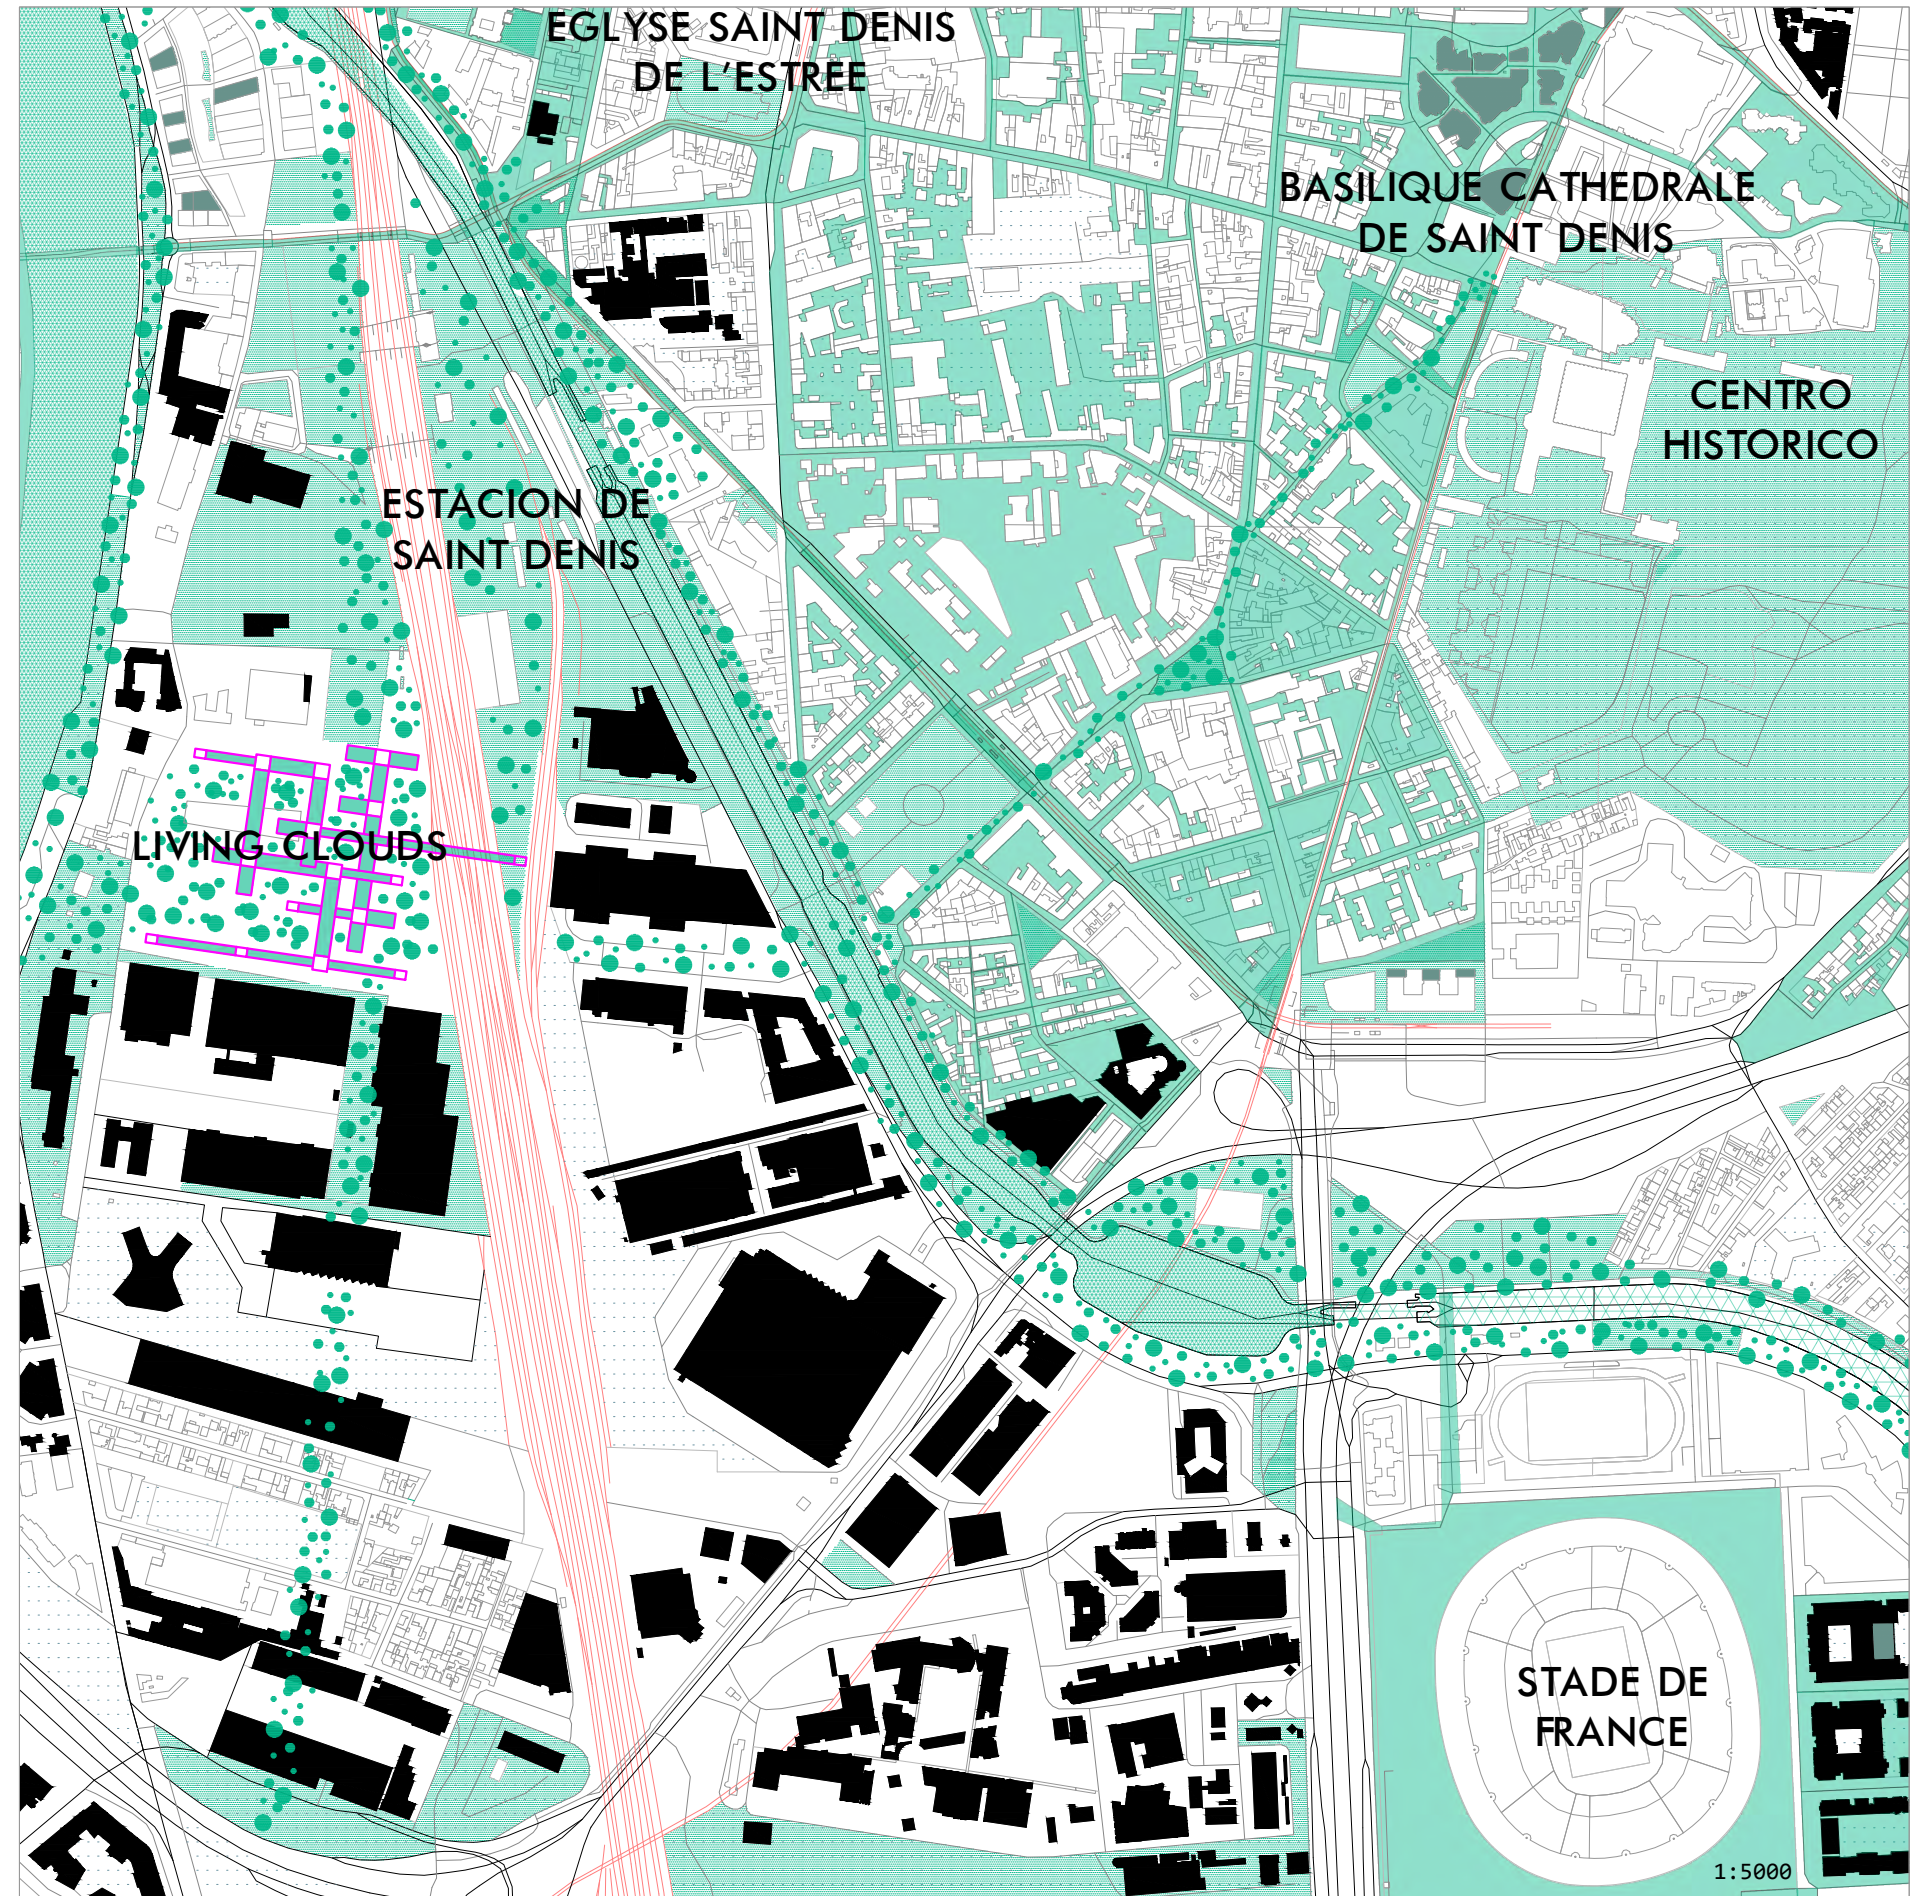 EGLYSE SAINT DENIS
DE L'ESTREE
BASILIQUE CATHEDRALE
DE SAINT DENIS
CENTRO
HISTORICO
ESTACION DE
SAINT DENIS
LIVING CLOUDS
STADE DE
FRANCE
1:5000